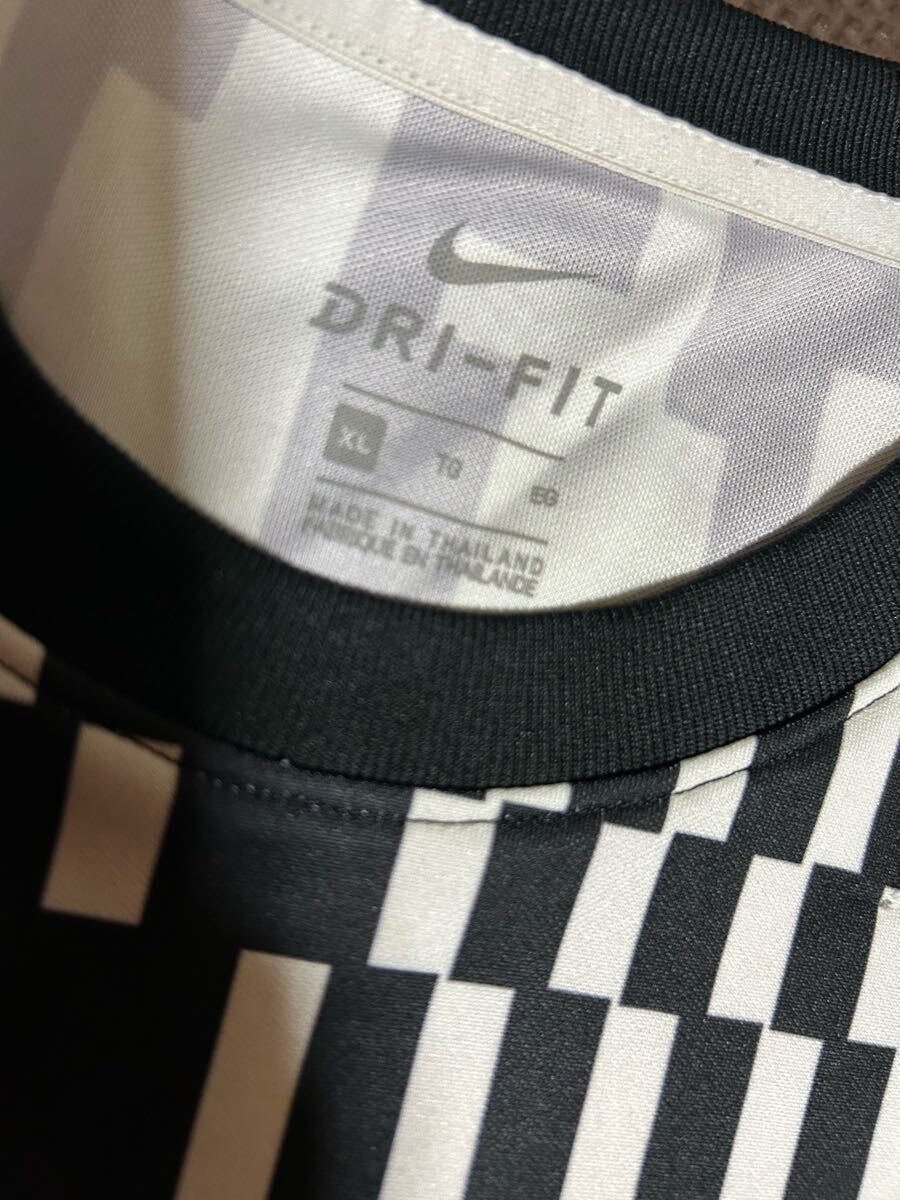 DRI-FIT
XL TG EG
MADE IN THAILAND
FABRIQUE EN THAILANDE